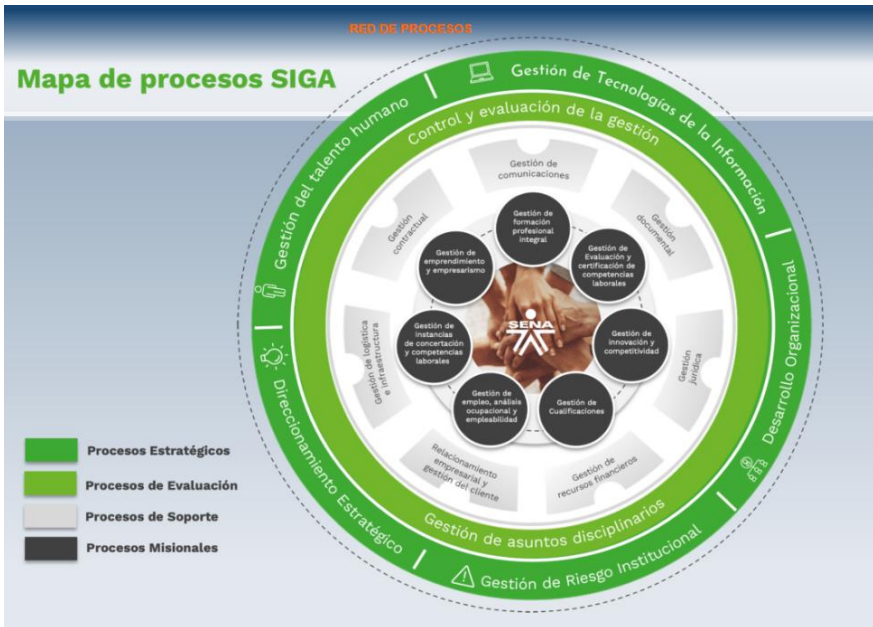 RED DE PROCESOS
Mapa de procesos SIGA
Gestión de Tecnologías de la Información
Desarrollo Organizacional
Gestión de Riesgo Institucional
Direccionamiento Estratégico
Gestión del talento humano
Control y evaluación de la gestión
Gestión de asuntos disciplinarios
Gestión de
comunicaciones
Gestión
documental
Gestión
jurídica
Gestión de
recursos financieros
Relacionamiento
empresarial y
gestión del cliente
Gestión de logística
e infraestructura
Gestión
contractual
Gestión de
formación
profesional
integral
Gestión de
Evaluación y
certificación de
competencias
laborales
Gestión de
innovación y
competitividad
Gestión de
Cualificaciones
Gestión de
empleo, análisis
ocupacional y
empleabilidad
Gestión de
instancias
de concertación
y competencias
laborales
Gestión de
emprendimiento
y empresarismo
SENA
Procesos Estratégicos
Procesos de Evaluación
Procesos de Soporte
Procesos Misionales